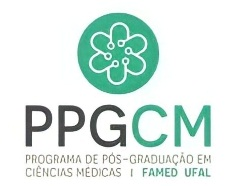 PPGCM
PROGRAMA DE PÓS-GRADUAÇÃO EM
CIÊNCIAS MÉDICAS | FAMED UFAL